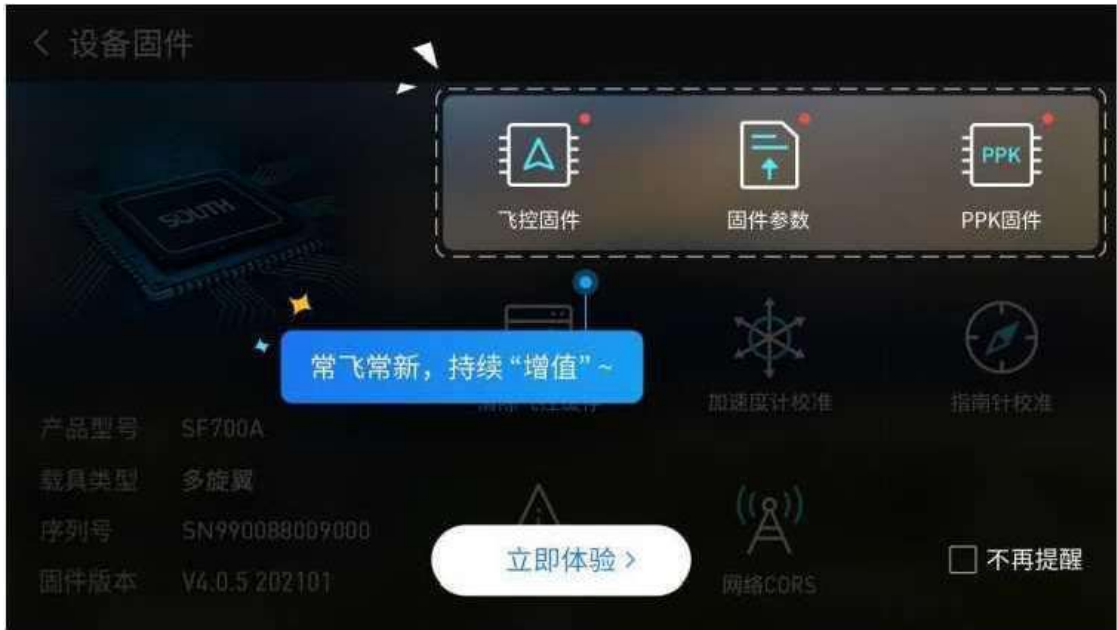 设备固件
飞控固件
固件参数
PPK
PPK固件
SOUTH
常飞常新，持续“增值”~
加速度计校准
指南针校准
产品型号 SF700A
载具类型 多旋翼
序列号 SN990088009000
固件版本 V4.0.5 202101
立即体验 >
网络CORS
不再提醒